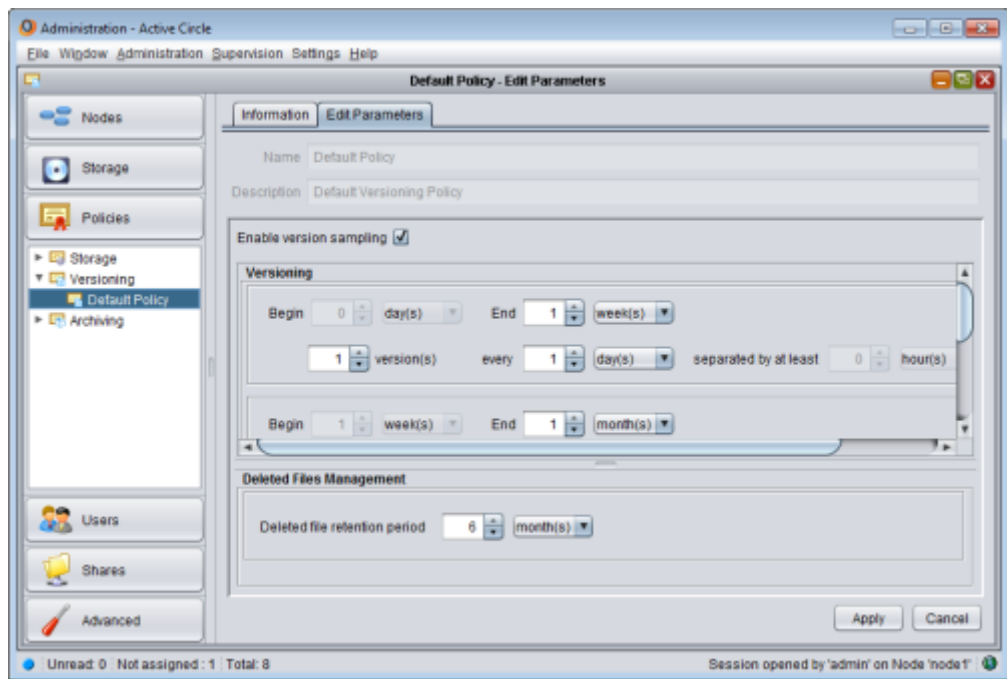 Administration - Active Circle
File Window Administration Supervision Settings Help
Default Policy - Edit Parameters
Nodes
Storage
Policies
Storage
Versioning
Default Policy
Archiving
Users
Shares
Advanced
Information Edit Parameters
Name Default Policy
Description Default Versioning Policy
Enable version sampling
Versioning
Begin 0 day(s) End 1 week(s)
1 version(s) every 1 day(s) separated by at least 0 hour(s)
Begin 1 week(s) End 1 month(s)
Deleted Files Management
Deleted file retention period 6 month(s)
Apply Cancel
Unread: 0 Not assigned : 1 Total: 8 Session opened by 'admin' on Node 'node1'